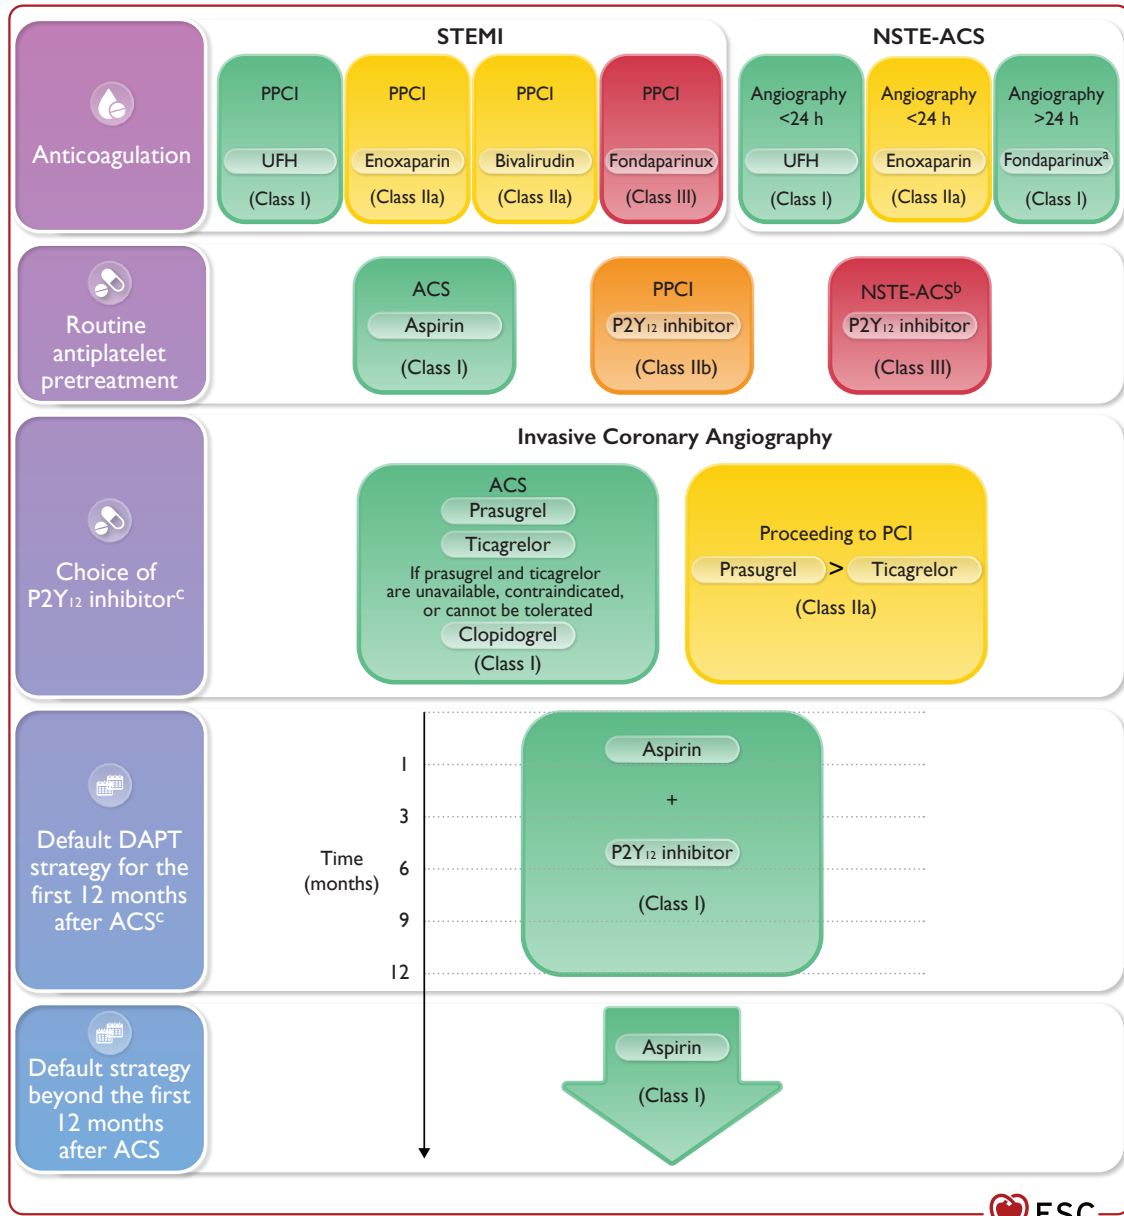 STEMI
NSTE-ACS
Anticoagulation
PPCI
UFH
(Class I)
PPCI
Enoxaparin
(Class IIa)
PPCI
Bivalirudin
(Class IIa)
PPCI
Fondaparinux
(Class III)
Angiography
<24 h
UFH
(Class I)
Angiography
<24 h
Enoxaparin
(Class IIa)
Angiography
>24 h
Fondaparinuxᵃ
(Class I)
Routine
antiplatelet
pretreatment
ACS
Aspirin
(Class I)
PPCI
P2Y₁₂ inhibitor
(Class IIb)
NSTE-ACSᵇ
P2Y₁₂ inhibitor
(Class III)
Choice of
P2Y₁₂ inhibitorᶜ
Invasive Coronary Angiography
ACS
Prasugrel
Ticagrelor
If prasugrel and ticagrelor
are unavailable, contraindicated,
or cannot be tolerated
Clopidogrel
(Class I)
Proceeding to PCI
Prasugrel > Ticagrelor
(Class IIa)
Default DAPT
strategy for the
first 12 months
after ACSᶜ
Time
(months)
1
3
6
9
12
Aspirin
+
P2Y₁₂ inhibitor
(Class I)
Default strategy
beyond the first
12 months
after ACS
Aspirin
(Class I)
ESC